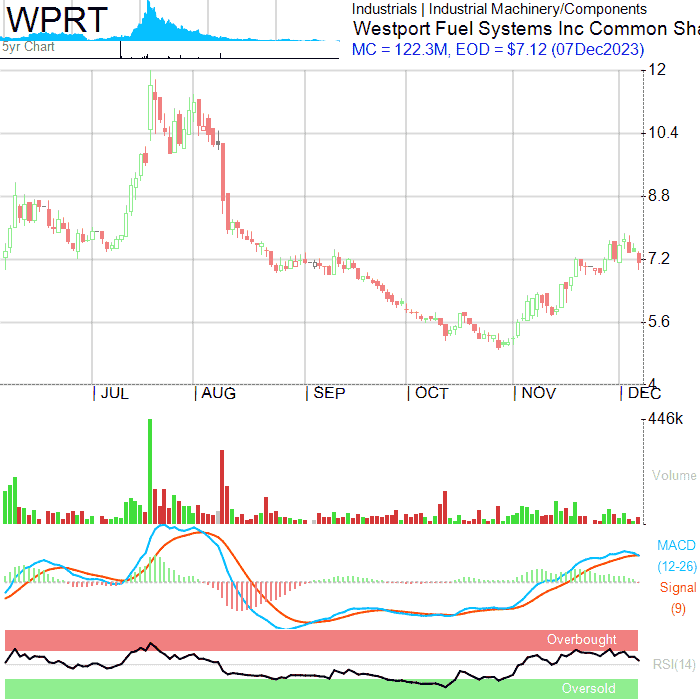 WPRT
5yr Chart
Industrials | Industrial Machinery/Components
Westport Fuel Systems Inc Common Sha
MC = 122.3M, EOD = $7.12 (07Dec2023)
12
10.4
8.8
7.2
5.6
4
JUL AUG SEP OCT NOV DEC
446k
Volume
MACD
(12-26)
Signal
(9)
Overbought
RSI(14)
Oversold